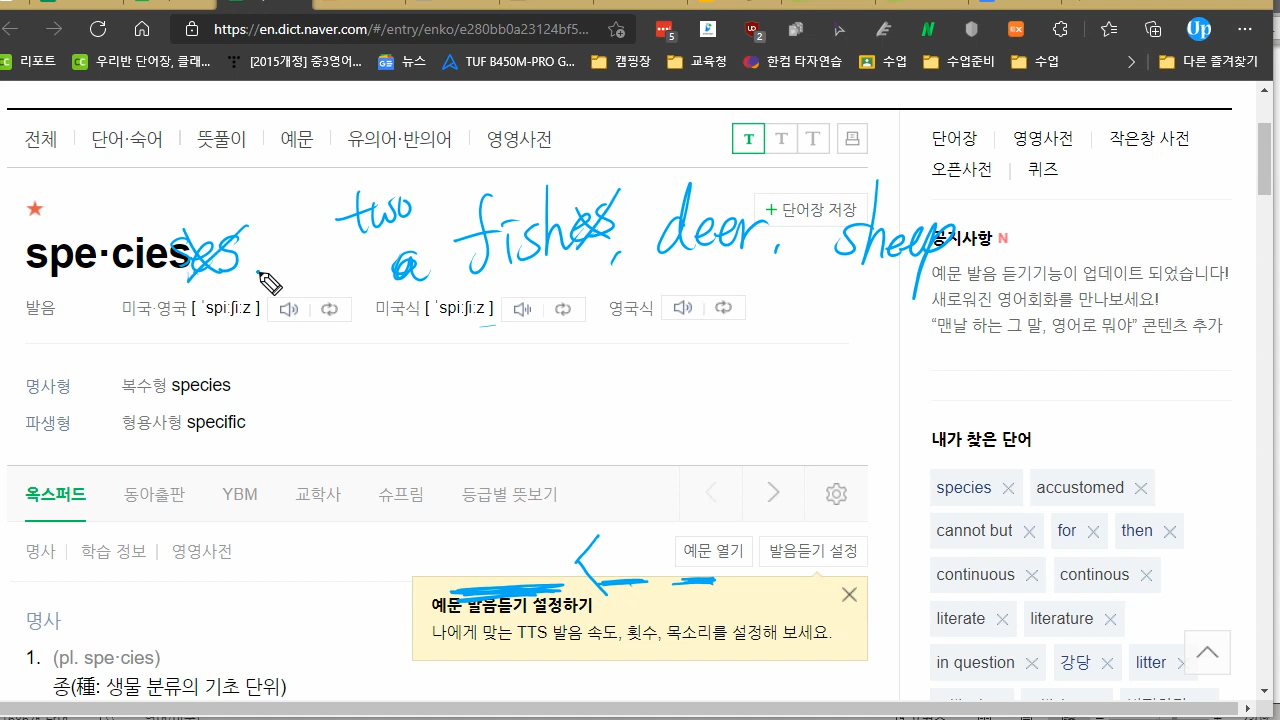 https://en.dict.naver.com/#/entry/enko/e280bb0a23124bf5...
리포트 우리반 단어장, 클래... [2015개정] 중3영어... 뉴스 TUF B450M-PRO G... 캠핑장 교육청 한컴 타자연습 수업 수업준비 수업 다른 즐겨찾기
전체 단어·숙어 뜻풀이 예문 유의어·반의어 영영사전 T T T
단어장 영영사전 작은창 사전
오픈사전 퀴즈
two
a fishes, deer, sheep
+ 단어장 저장
spe·cies es
공지사항 N
예문 발음 듣기기능이 업데이트 되었습니다!
새로워진 영어회화를 만나보세요!
“맨날 하는 그 말, 영어로 뭐야” 콘텐츠 추가
발음 미국·영국 [ ˈspiːʃiːz ] 미국식 [ ˈspiːʃiːz ] 영국식
명사형 복수형 species
파생형 형용사형 specific
내가 찾은 단어
species accustomed
cannot but for then
continuous continous
literate literature
in question 강당 litter
옥스퍼드 동아출판 YBM 교학사 슈프림 등급별 뜻보기
명사 학습 정보 영영사전 예문 열기 발음듣기 설정
예문 발음듣기 설정하기
나에게 맞는 TTS 발음 속도, 횟수, 목소리를 설정해 보세요.
명사
1. (pl. spe·cies)
종(種: 생물 분류의 기초 단위)